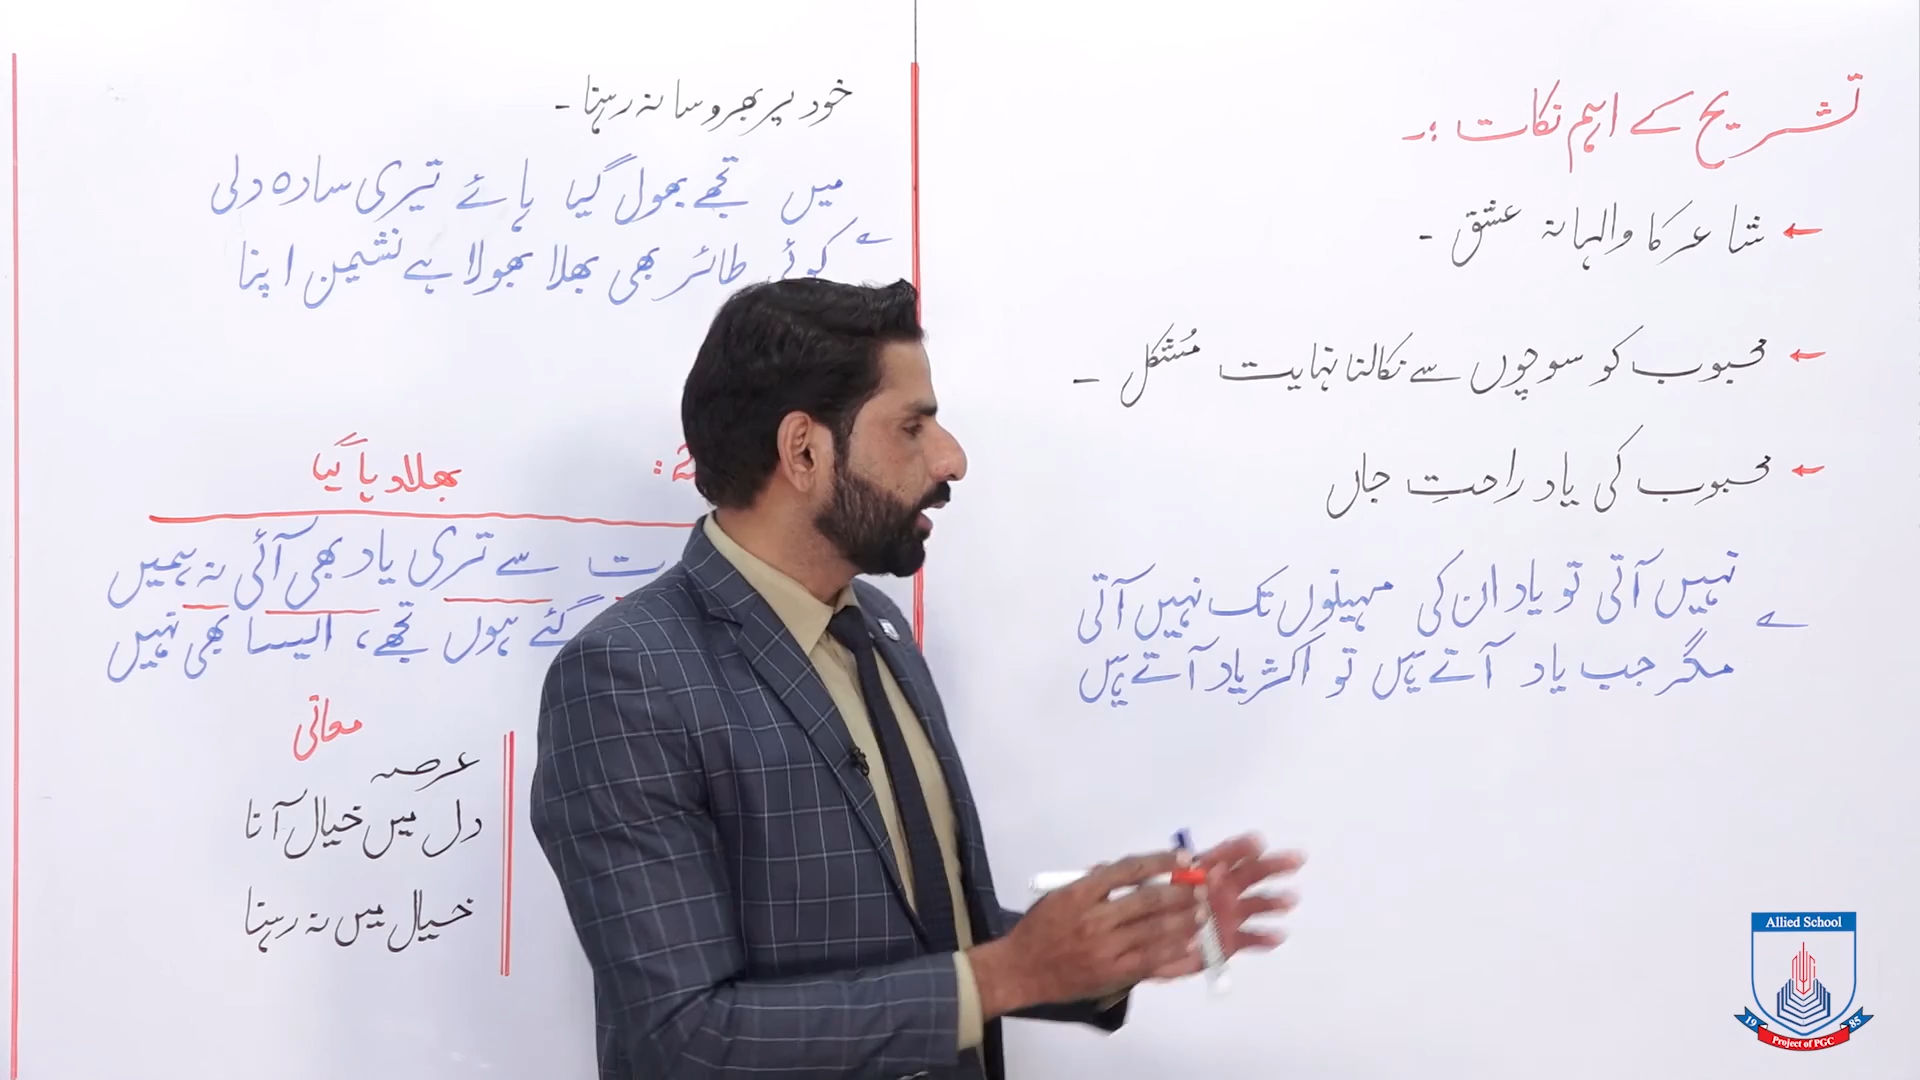 تشریح کے اہم نکات :۔
← شاعر کا والہانہ عشق -
← محبوب کو سوچوں سے نکالنا نہایت مُشکل -
← محبوب کی یاد راحتِ جاں
نہیں آتی تو یاد ان کی مہینوں تک نہیں آتی
مگر جب یاد آتے ہیں تو اکثر یاد آتے ہیں
خود پر بھروسا نہ رہنا -
میں تجھے بھول گیا ہائے تیری سادہ دلی
کوئی طائر بھی بھلا بھولا ہے نشیمن اپنا
بھلا دیا گیا
سے تری یاد بھی آئی نہ ہمیں
گئے ہوں تجھے، ایسا بھی نہیں
معانی
عرصہ
دل میں خیال آنا
خیال میں نہ رہنا
Allied School
1985
Project of PGC